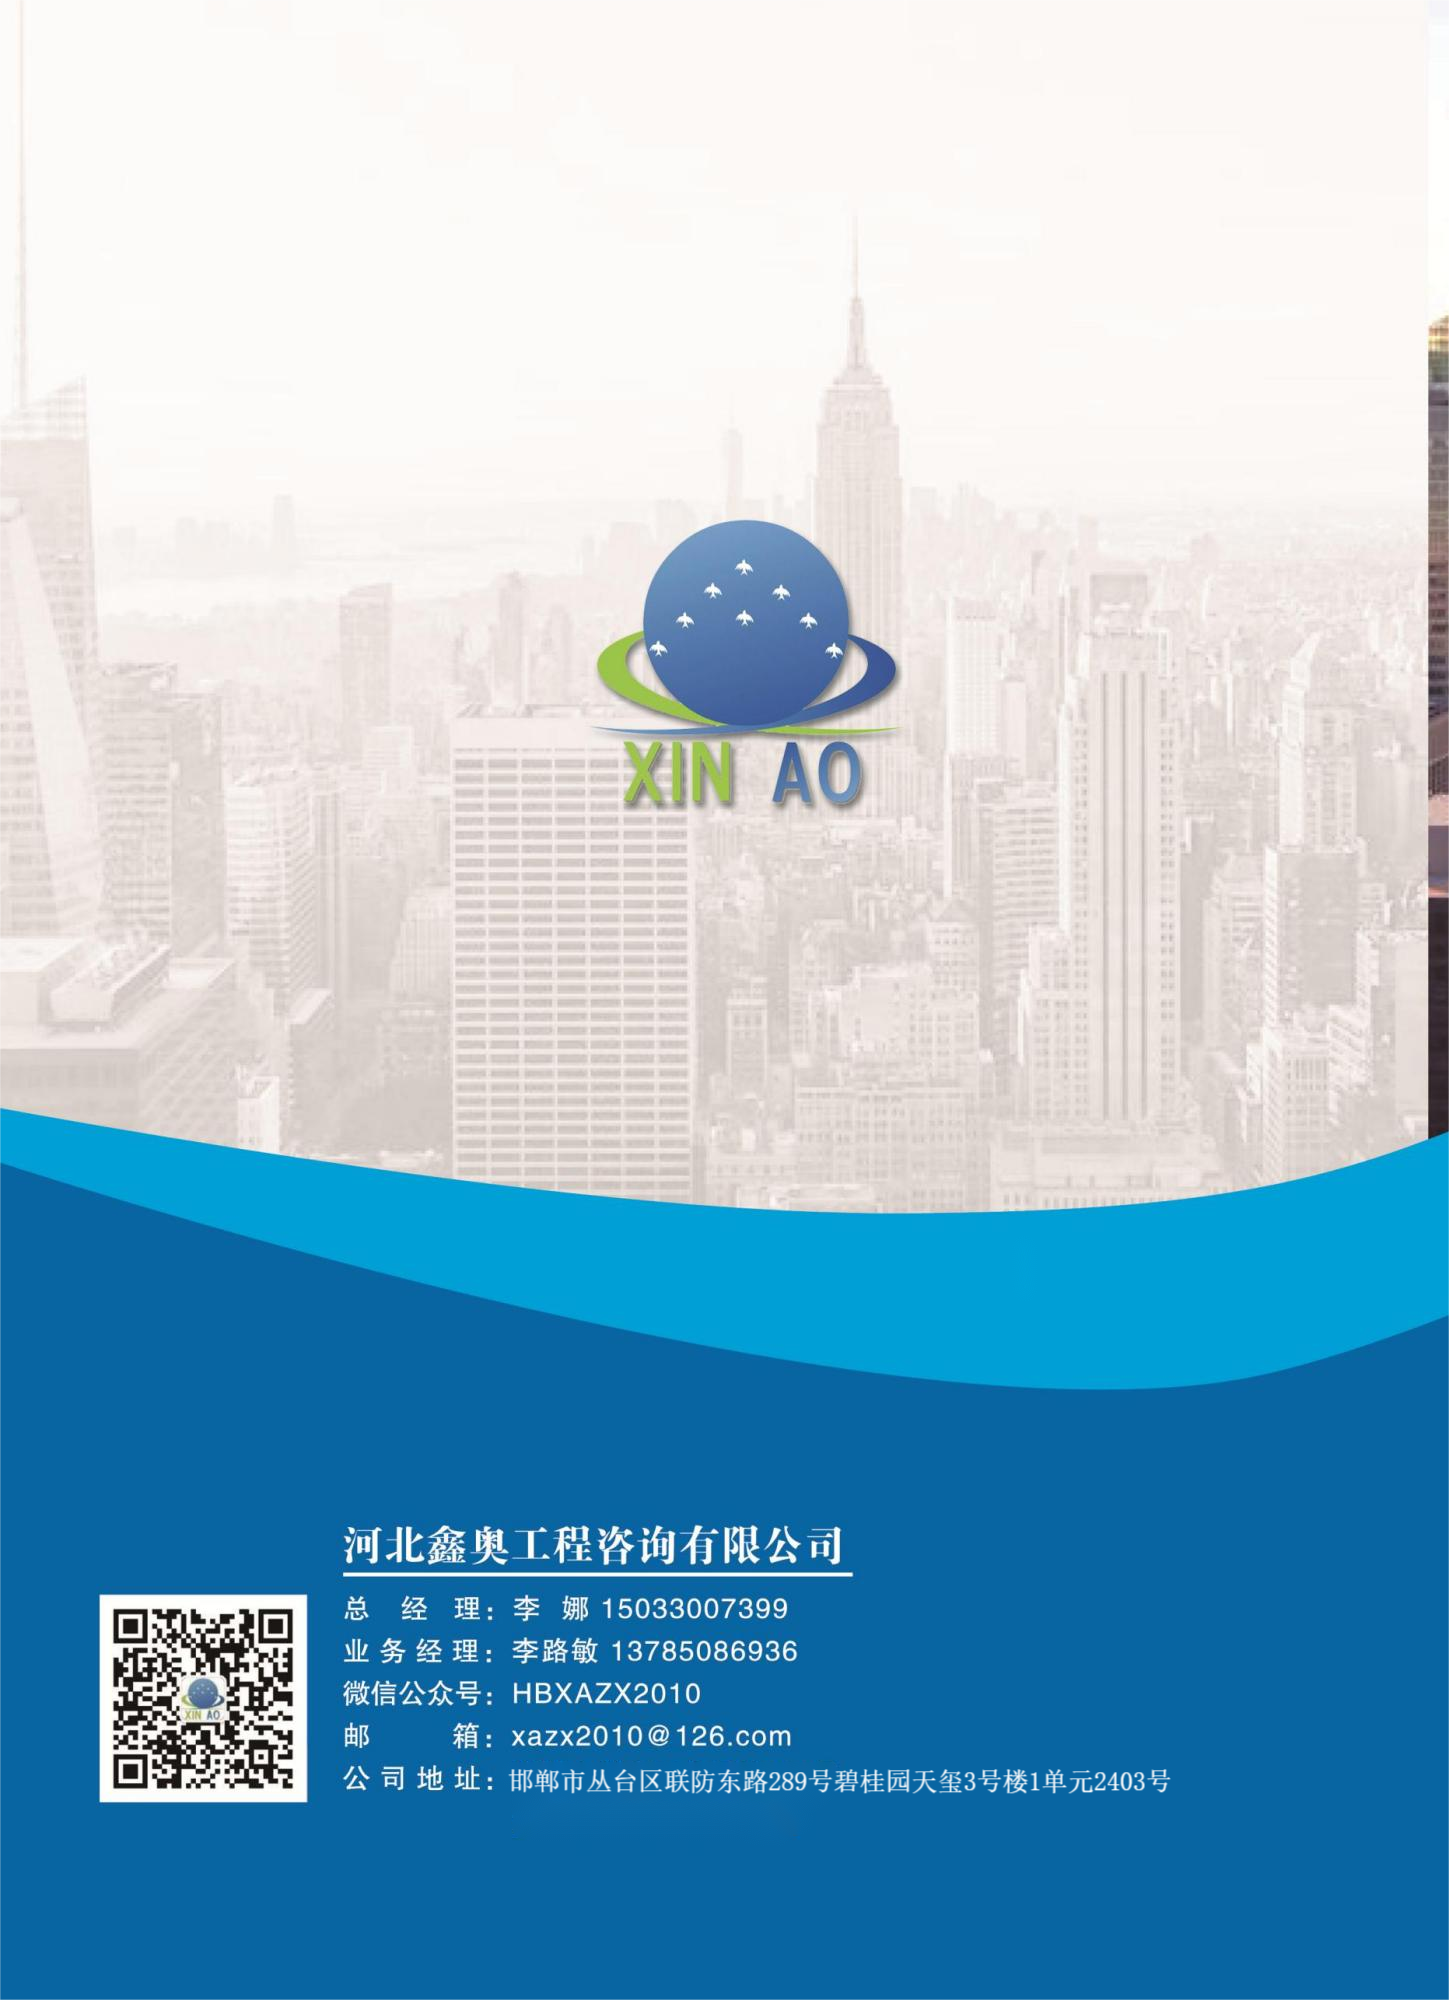 XIN AO
河北鑫奥工程咨询有限公司
总 经 理：李 娜 15033007399
业务经理：李路敏 13785086936
微信公众号：HBXAZX2010
邮 箱：xazx2010@126.com
公司地址：邯郸市丛台区联防东路289号碧桂园天玺3号楼1单元2403号
XIN AO